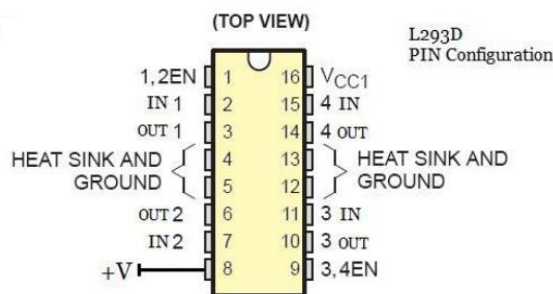 (TOP VIEW)
L293D
PIN Configuration
1,2EN 1 16 VCC1
IN 1 2 15 4 IN
OUT 1 3 14 4 OUT
HEAT SINK AND
GROUND
4 13
5 12
HEAT SINK AND
GROUND
OUT 2 6 11 3 IN
IN 2 7 10 3 OUT
+V 8 9 3,4EN